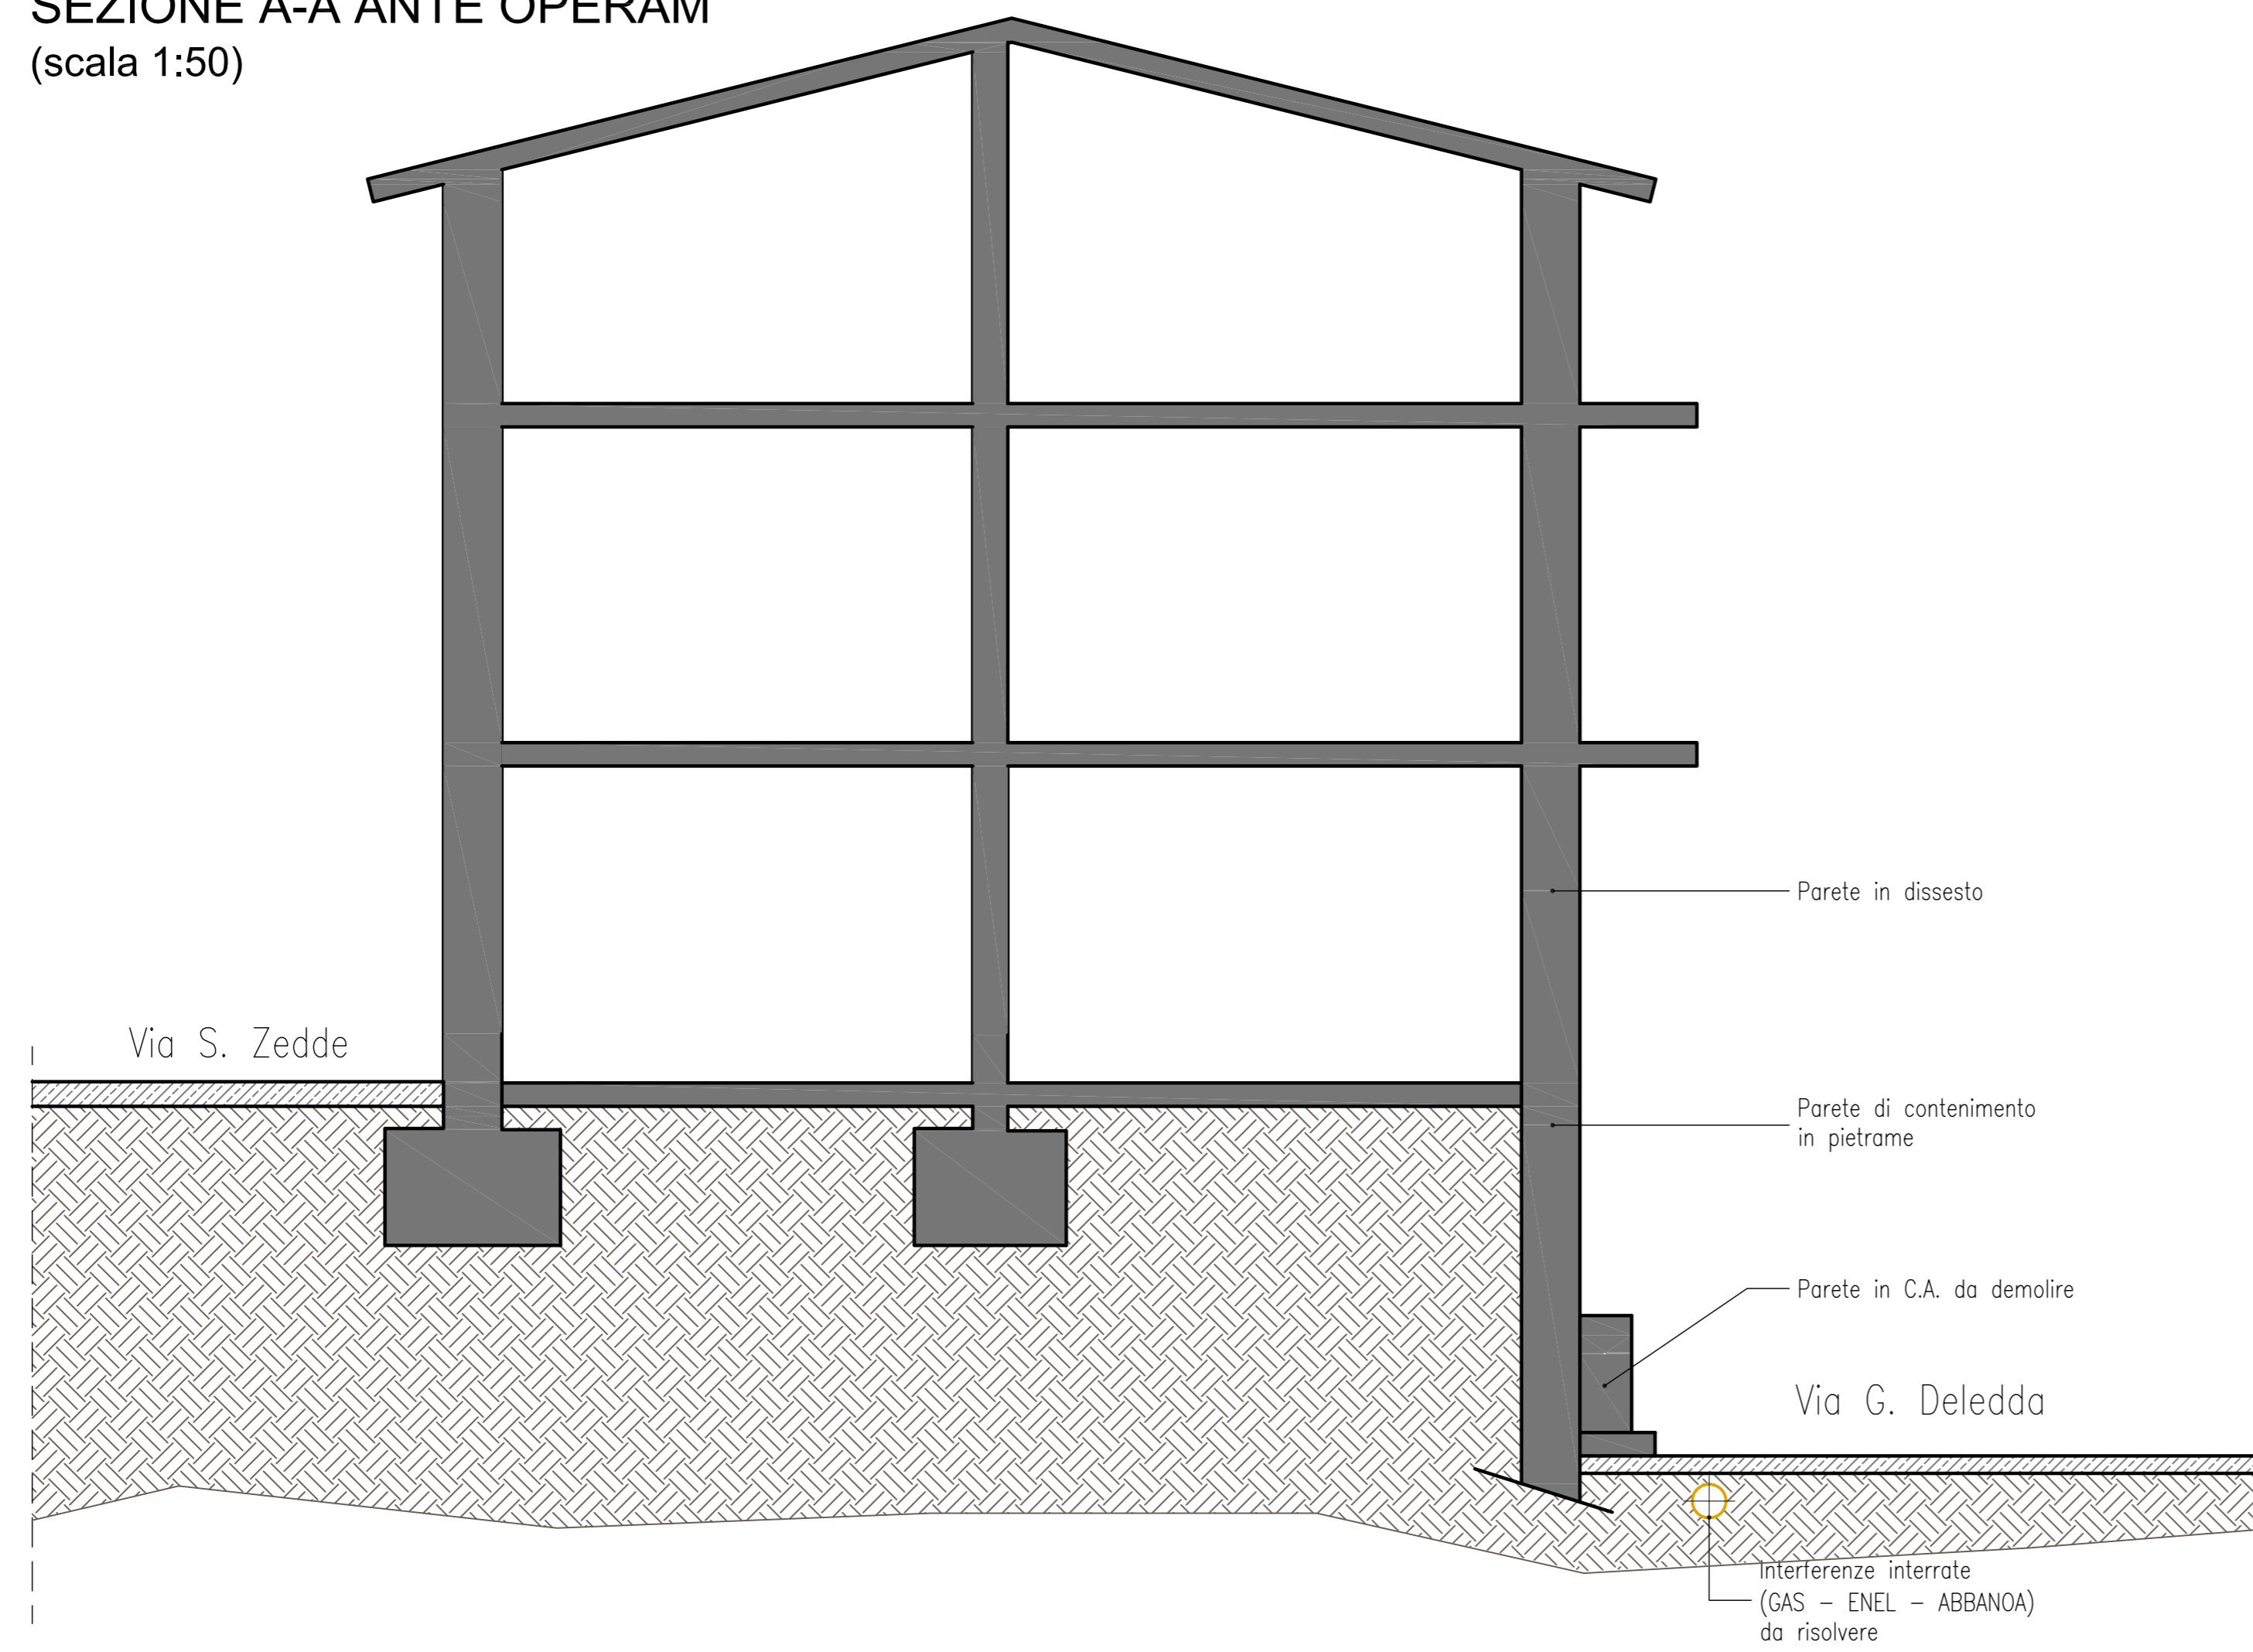 SEZIONE A-A ANTE OPERAM
(scala 1:50)
Parete in dissesto
Via S. Zedde
Parete di contenimento
in pietrame
Parete in C.A. da demolire
Via G. Deledda
Interferenze interrate
(GAS – ENEL – ABBANOA)
da risolvere